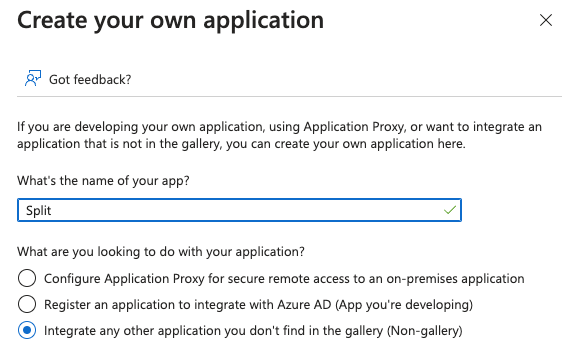 Create your own application
Got feedback?
If you are developing your own application, using Application Proxy, or want to integrate an
application that is not in the gallery, you can create your own application here.
What's the name of your app?
Split
What are you looking to do with your application?
Configure Application Proxy for secure remote access to an on-premises application
Register an application to integrate with Azure AD (App you're developing)
Integrate any other application you don't find in the gallery (Non-gallery)